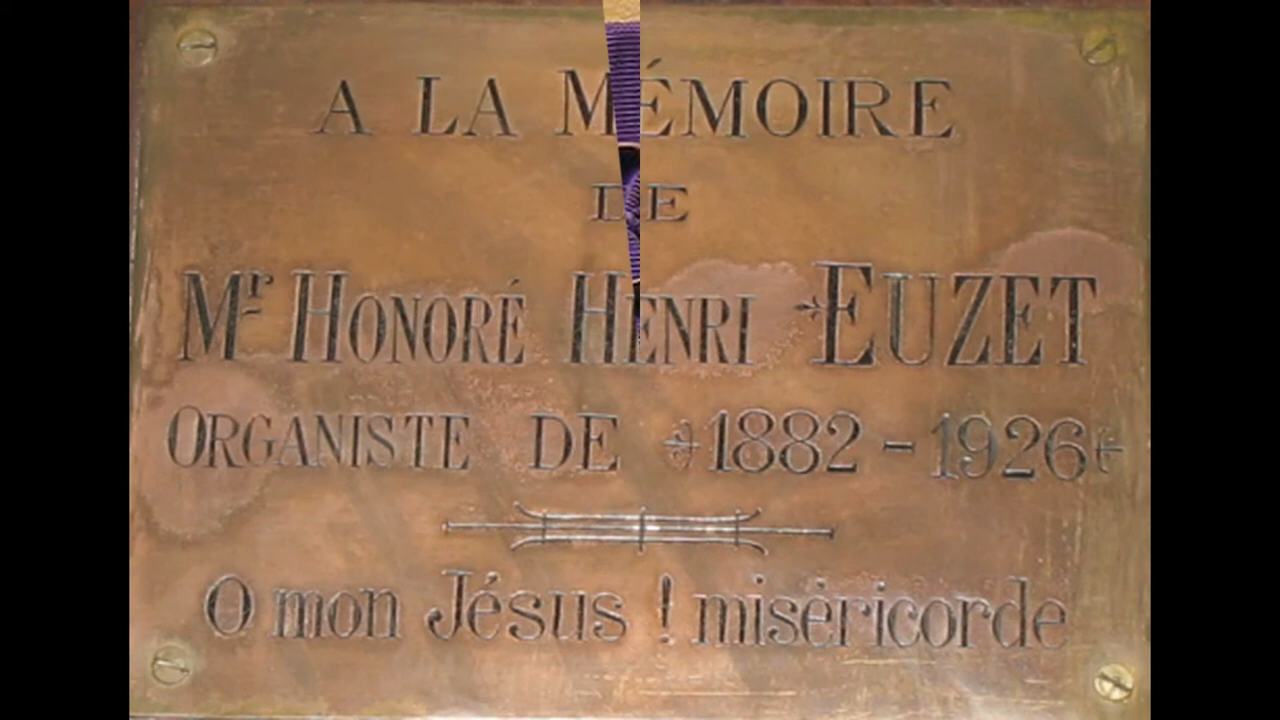 A LA MÉMOIRE
DE
Mr HONORÉ HENRI EUZET
ORGANISTE DE 1882 - 1926
O mon Jésus ! miséricorde